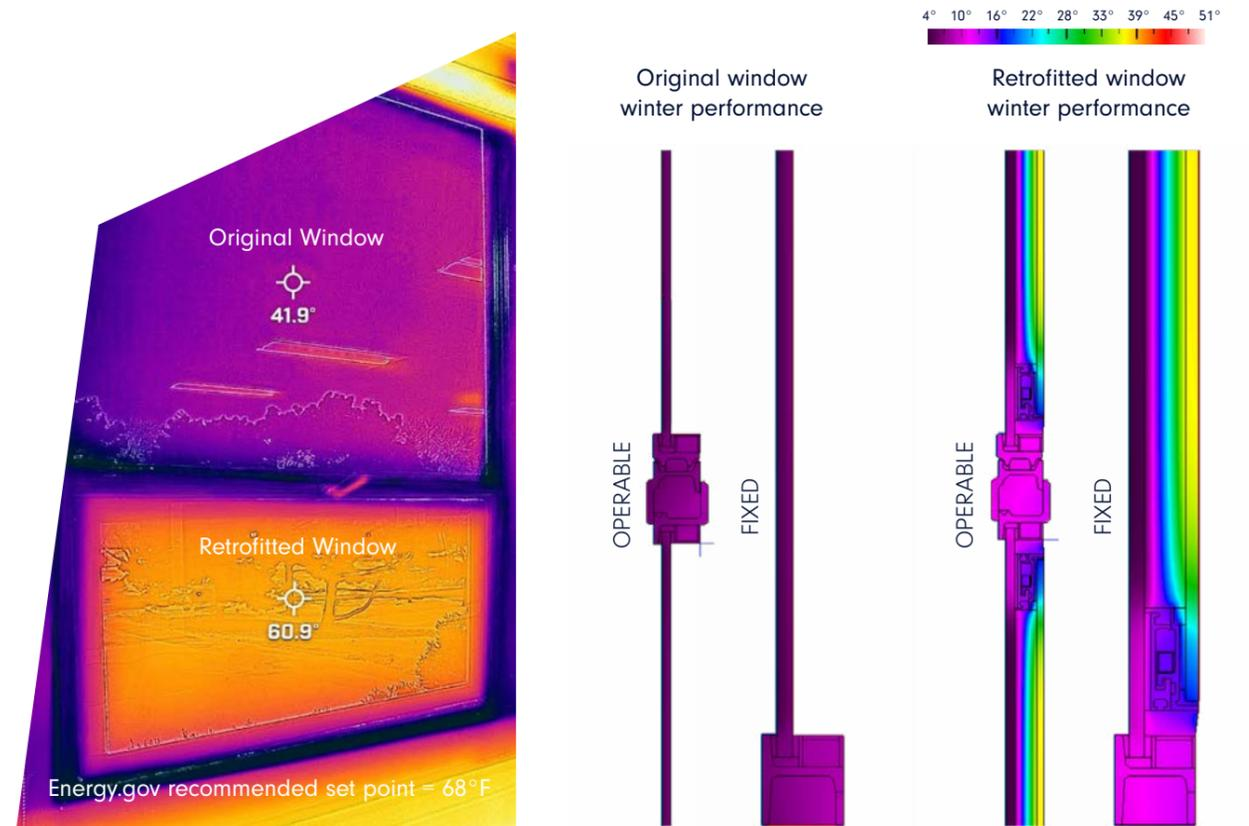 4° 10° 16° 22° 28° 33° 39° 45° 51°
Original window
winter performance
Retrofitted window
winter performance
Original Window
41.9°
OPERABLE
FIXED
OPERABLE
FIXED
Retrofitted Window
60.9°
Energy.gov recommended set point = 68°F